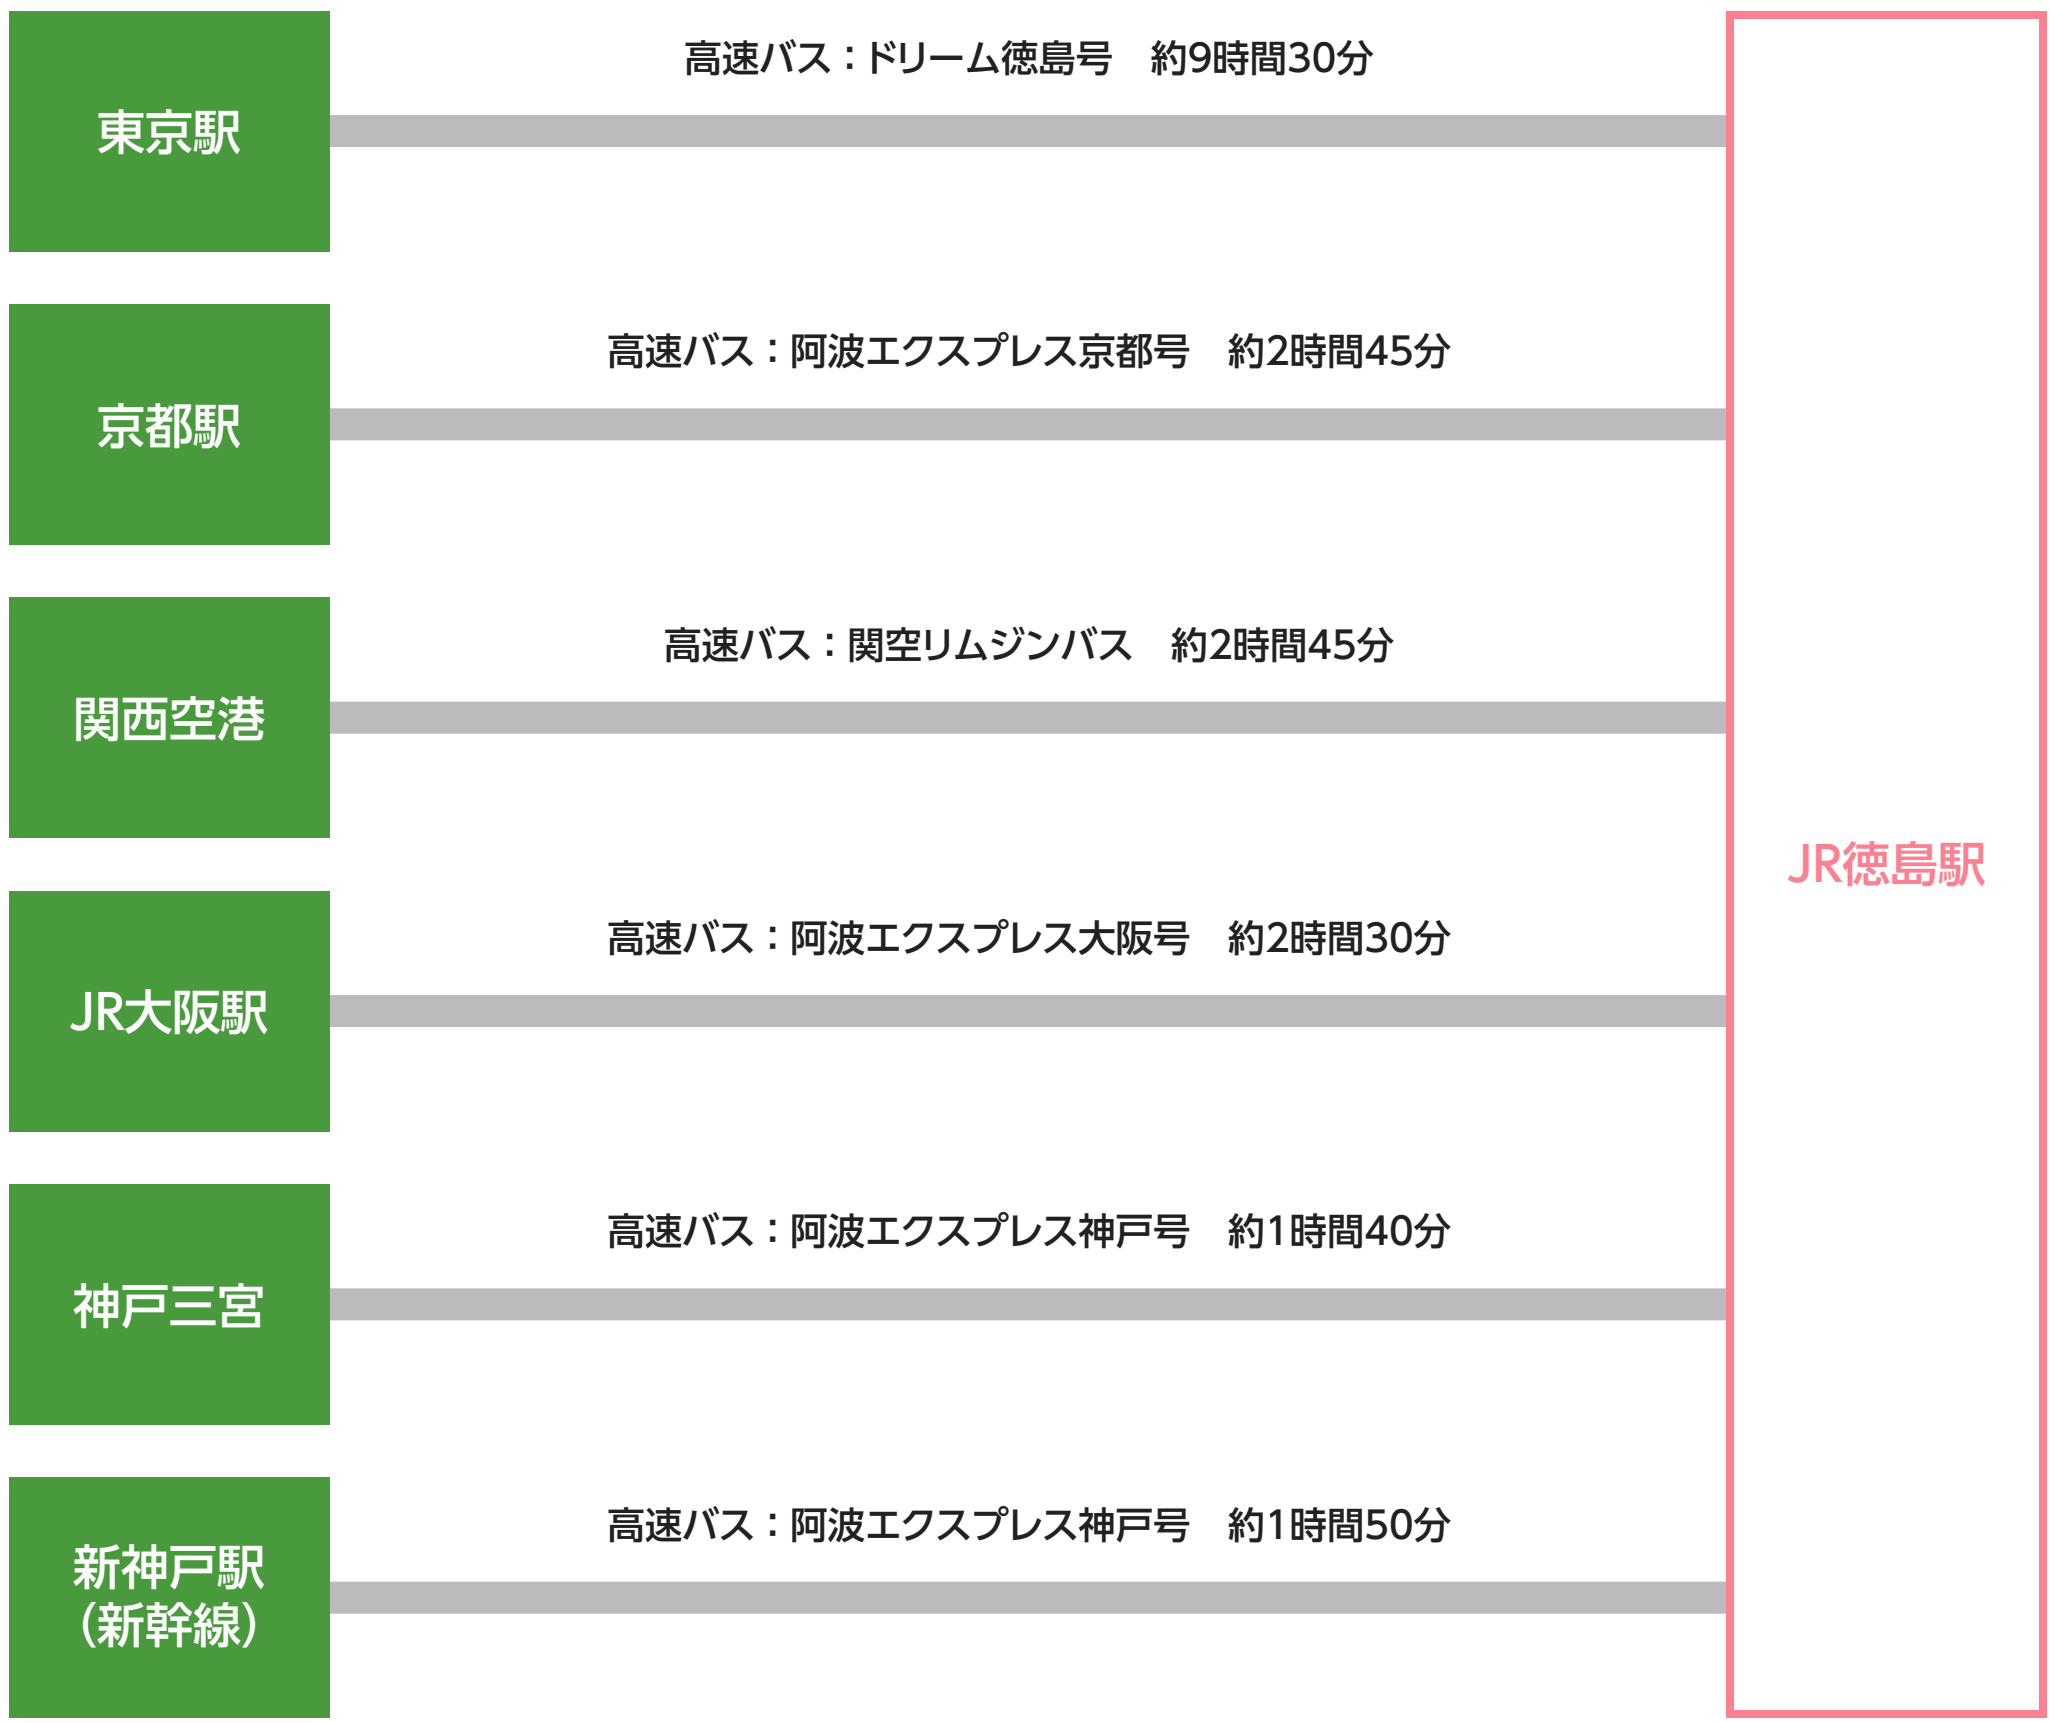 東京駅
高速バス：ドリーム徳島号　約9時間30分
京都駅
高速バス：阿波エクスプレス京都号　約2時間45分
関西空港
高速バス：関空リムジンバス　約2時間45分
JR徳島駅
JR大阪駅
高速バス：阿波エクスプレス大阪号　約2時間30分
神戸三宮
高速バス：阿波エクスプレス神戸号　約1時間40分
新神戸駅
（新幹線）
高速バス：阿波エクスプレス神戸号　約1時間50分